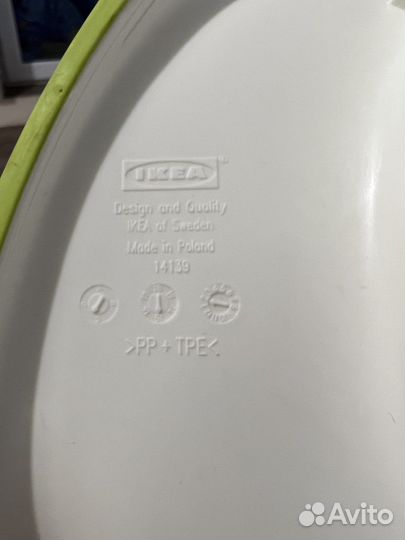 IKEA
Design and Quality
IKEA of Sweden
Made in Poland
14139
>PP + TPE<
Avito